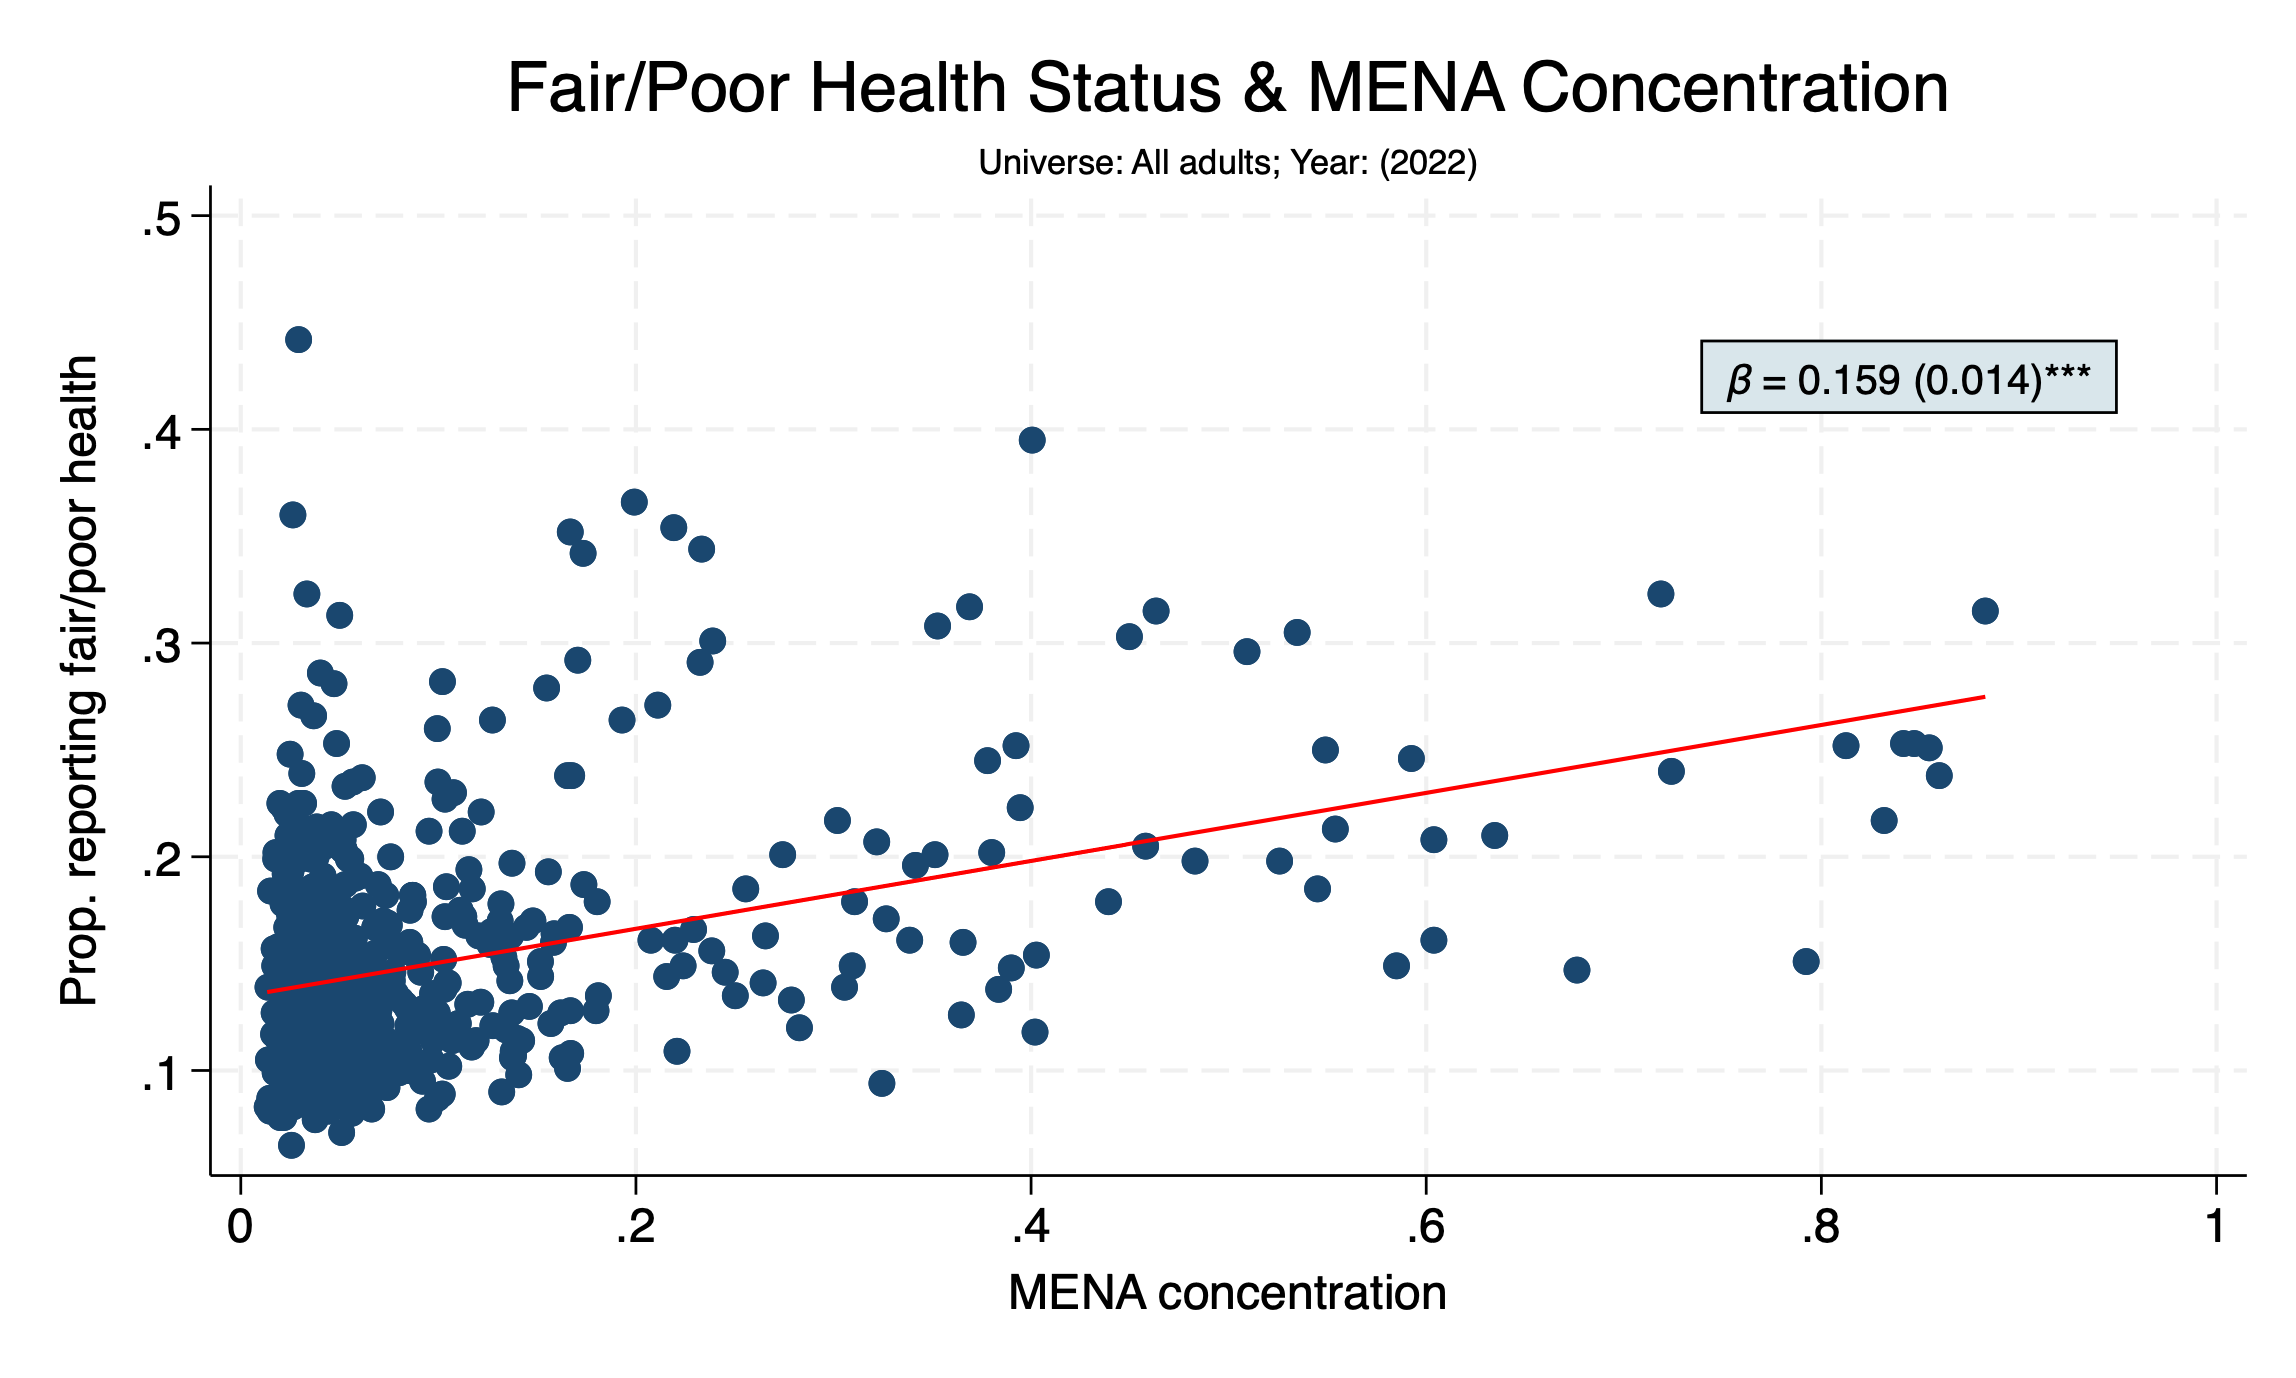 Fair/Poor Health Status & MENA Concentration
Universe: All adults; Year: (2022)
Prop. reporting fair/poor health
.5
.4
.3
.2
.1
β = 0.159 (0.014)***
0
.2
.4
.6
.8
1
MENA concentration